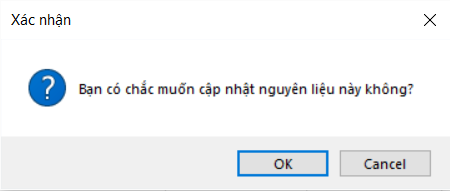 Xác nhận
Bạn có chắc muốn cập nhật nguyên liệu này không?
OK
Cancel